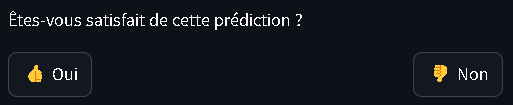 Êtes-vous satisfait de cette prédiction ?
👍 Oui
👎 Non